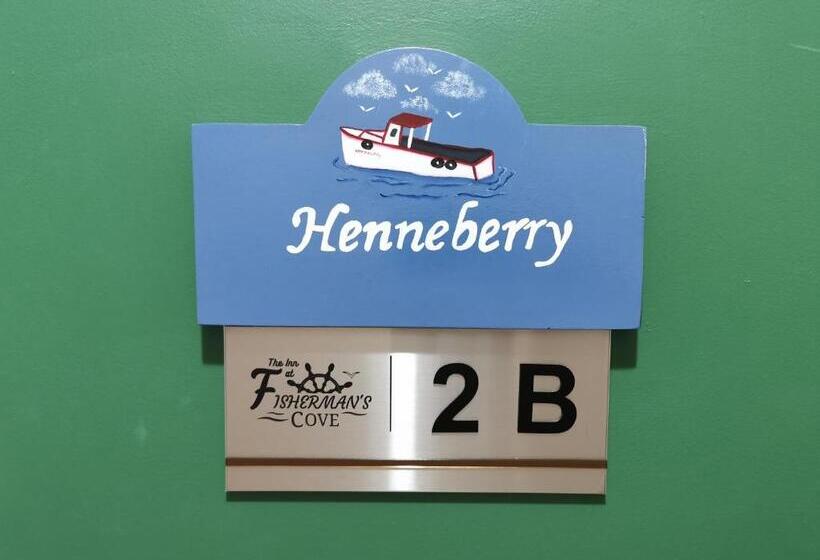 Henneberry
The Inn
at
FISHERMAN'S
COVE
2 B